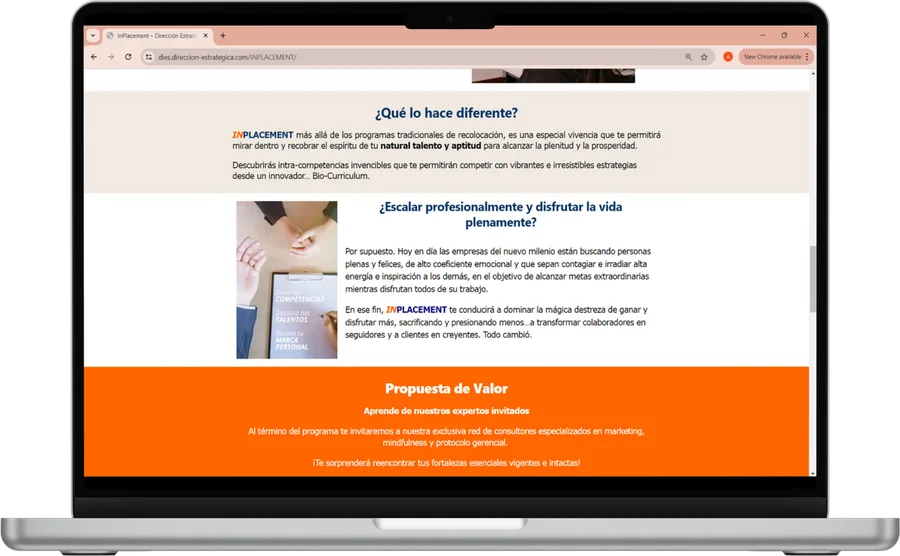 InPlacement – Dirección Estrat
dies.direccion-estrategica.com/INPLACEMENT/
New Chrome available
¿Qué lo hace diferente?
INPLACEMENT más allá de los programas tradicionales de recolocación, es una especial vivencia que te permitirá
mirar dentro y recobrar el espíritu de tu natural talento y aptitud para alcanzar la plenitud y la prosperidad.
Descubrirás intra-competencias invencibles que te permitirán competir con vibrantes e irresistibles estrategias
desde un innovador... Bio-Curriculum.
¿Escalar profesionalmente y disfrutar la vida
plenamente?
Por supuesto. Hoy en día las empresas del nuevo milenio están buscando personas
plenas y felices, de alto coeficiente emocional y que sepan contagiar e irradiar alta
energía e inspiración a los demás, en el objetivo de alcanzar metas extraordinarias
mientras disfrutan todos de su trabajo.
En ese fin, INPLACEMENT te conducirá a dominar la mágica destreza de ganar y
disfrutar más, sacrificando y presionando menos...a transformar colaboradores en
seguidores y a clientes en creyentes. Todo cambió.
COMPETENCIAS
tus
TALENTOS
tu
MARCA
PERSONAL
Propuesta de Valor
Aprende de nuestros expertos invitados
Al término del programa te invitaremos a nuestra exclusiva red de consultores especializados en marketing,
mindfulness y protocolo gerencial.
¡Te sorprenderá reencontrar tus fortalezas esenciales vigentes e intactas!